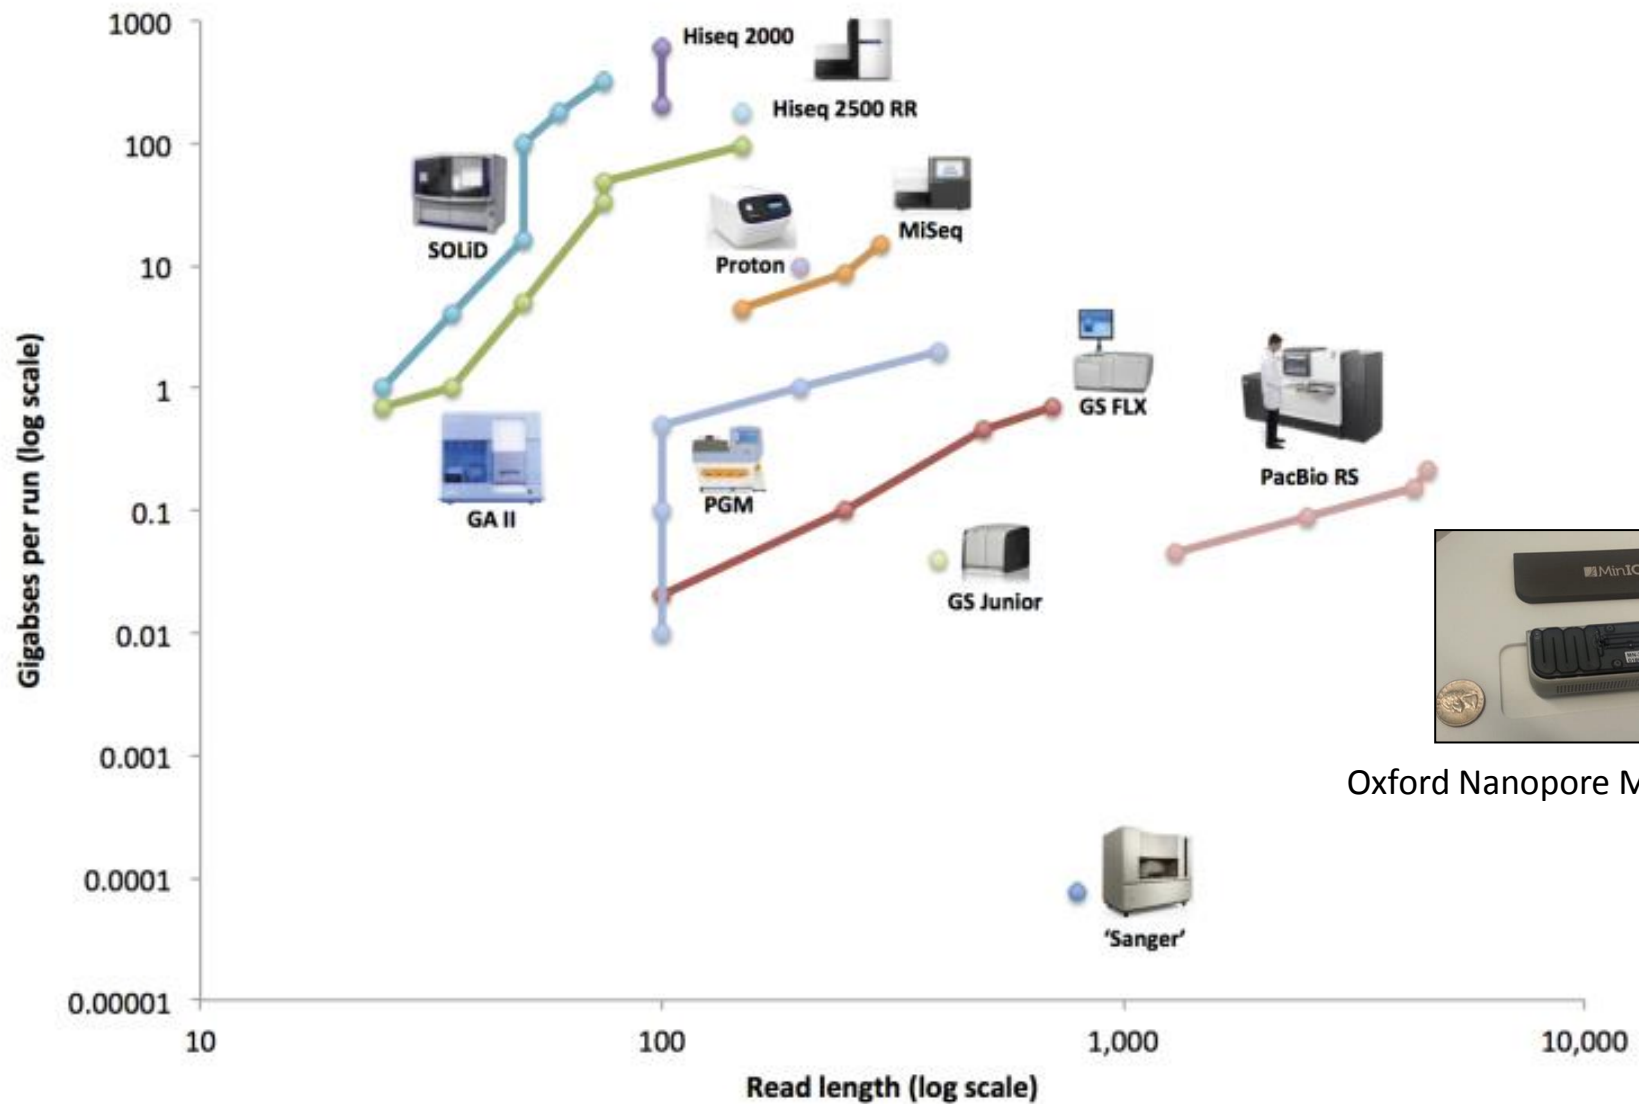 1000
100
10
1
0.1
0.01
0.001
0.0001
0.00001
Gigabses per run (log scale)
Hiseq 2000
Hiseq 2500 RR
SOLiD
MiSeq
Proton
GS FLX
GA II
PGM
PacBio RS
GS Junior
MinIO
Oxford Nanopore M
'Sanger'
10
100
1,000
10,000
Read length (log scale)